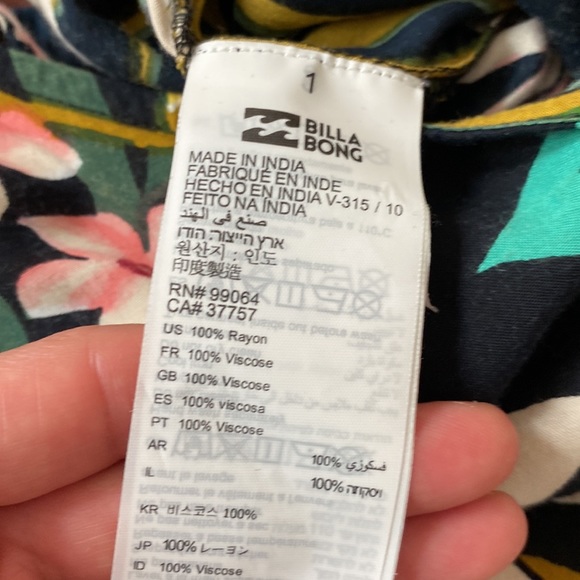 1
BILLA
BONG
MADE IN INDIA
FABRIQUÉ EN INDE
HECHO EN INDIA V-315 / 10
FEITO NA ÍNDIA
صنع في الهند
ארץ הייצור: הודו
원산지 : 인도
印度製造
RN# 99064
CA# 37757
US 100% Rayon
FR 100% Viscose
GB 100% Viscose
ES 100% viscosa
PT 100% Viscose
AR 100% فسكوزي
IL 100% ויסקוזה
KR 비스코스 100%
JP 100% レーヨン
ID 100% Viscose